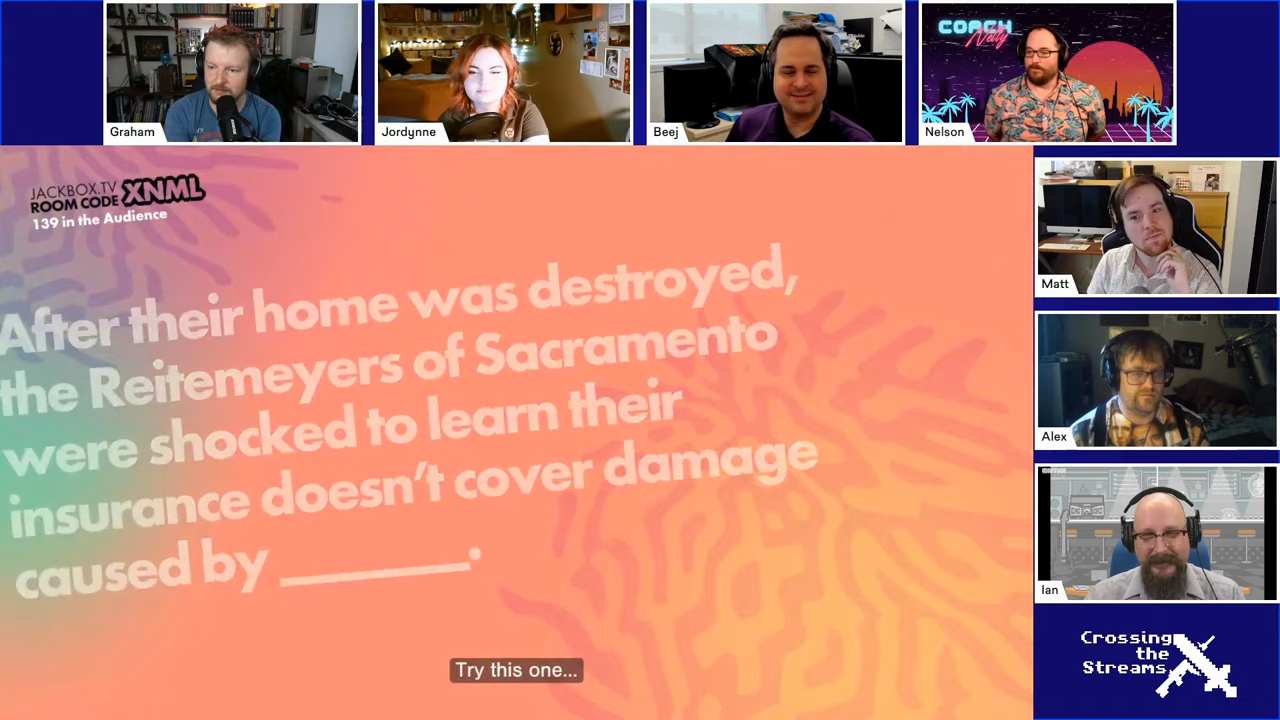 Graham
Jordynne
Beej
COACH
Nelly
Nelson
JACKBOX.TV
ROOM CODE XNML
139 in the Audience
After their home was destroyed,
the Reitemeyers of Sacramento
were shocked to learn their
insurance doesn't cover damage
caused by ________.
Try this one...
Matt
Alex
Ian
Crossing
the
Streams